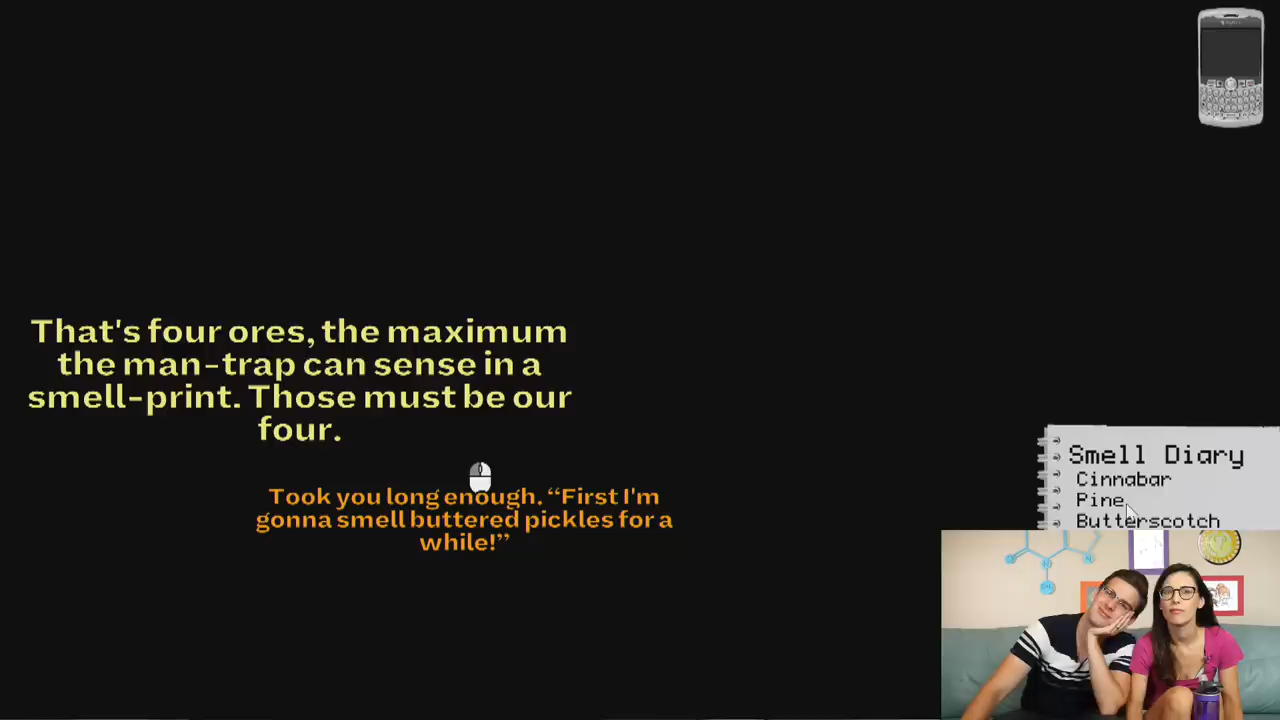 That's four ores, the maximum
the man-trap can sense in a
smell-print. Those must be our
four.
Took you long enough. “First I'm
gonna smell buttered pickles for a
while!”
Smell Diary
Cinnabar
Pine
Butterscotch